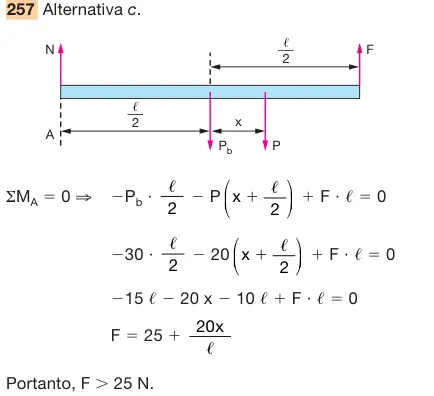 257 Alternativa c.
ℓ/2
N F
ℓ/2 x
A
P_b P
ΣM_A = 0 ⇒ −P_b · ℓ/2 − P(x + ℓ/2) + F · ℓ = 0
−30 · ℓ/2 − 20(x + ℓ/2) + F · ℓ = 0
−15 ℓ − 20 x − 10 ℓ + F · ℓ = 0
F = 25 + 20x/ℓ
Portanto, F > 25 N.